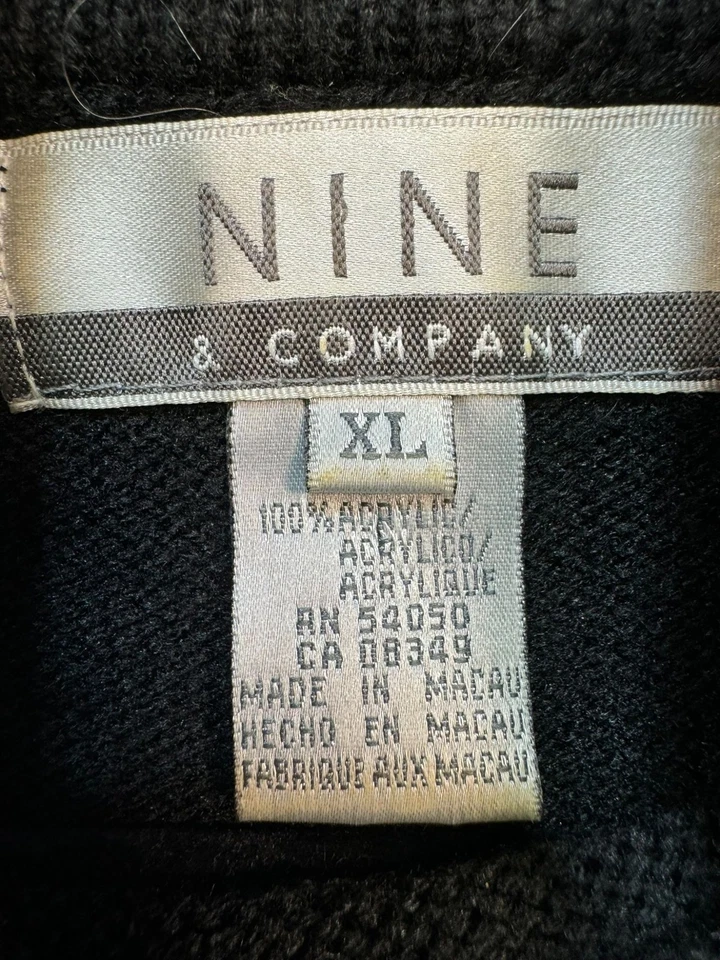 NINE
& COMPANY
XL
100% ACRYLIC/
ACRYLICO/
ACRYLIQUE
RN 54050
CA 08349
MADE IN MACAU
HECHO EN MACAU
FABRIQUE AUX MACAU